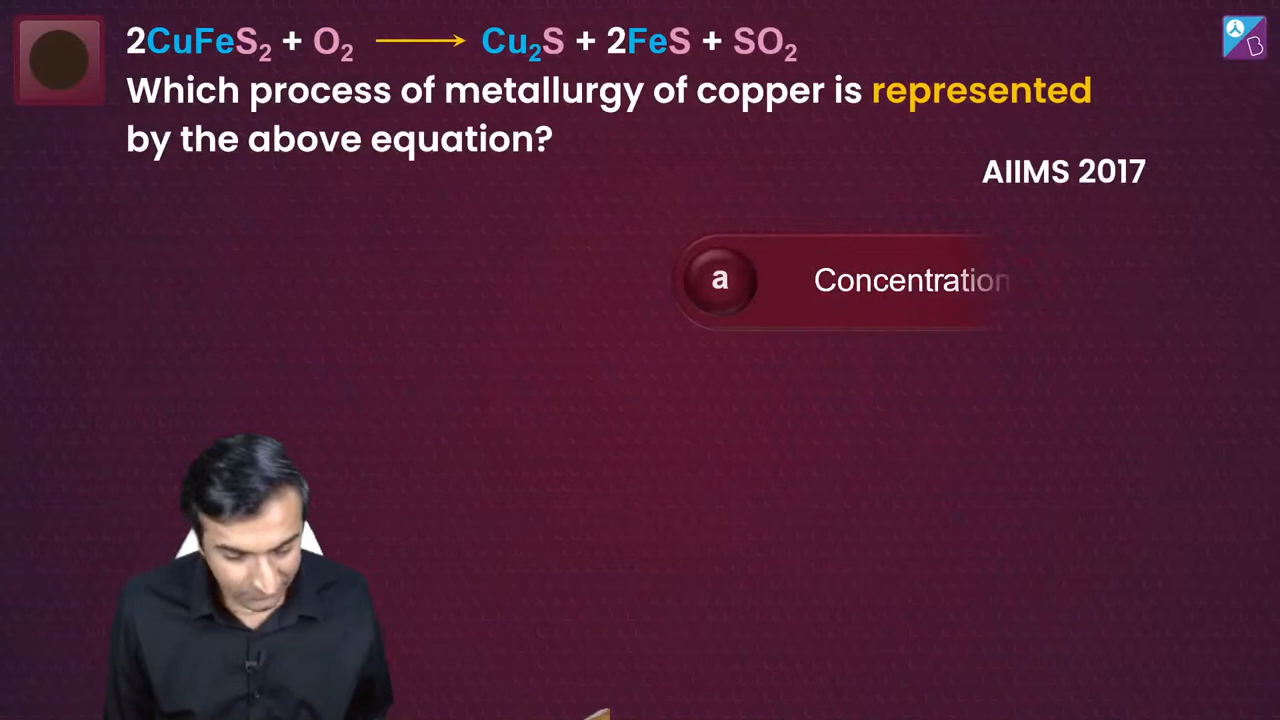 2CuFeS₂ + O₂ ⟶ Cu₂S + 2FeS + SO₂
Which process of metallurgy of copper is represented
by the above equation?
AIIMS 2017
a Concentration
B